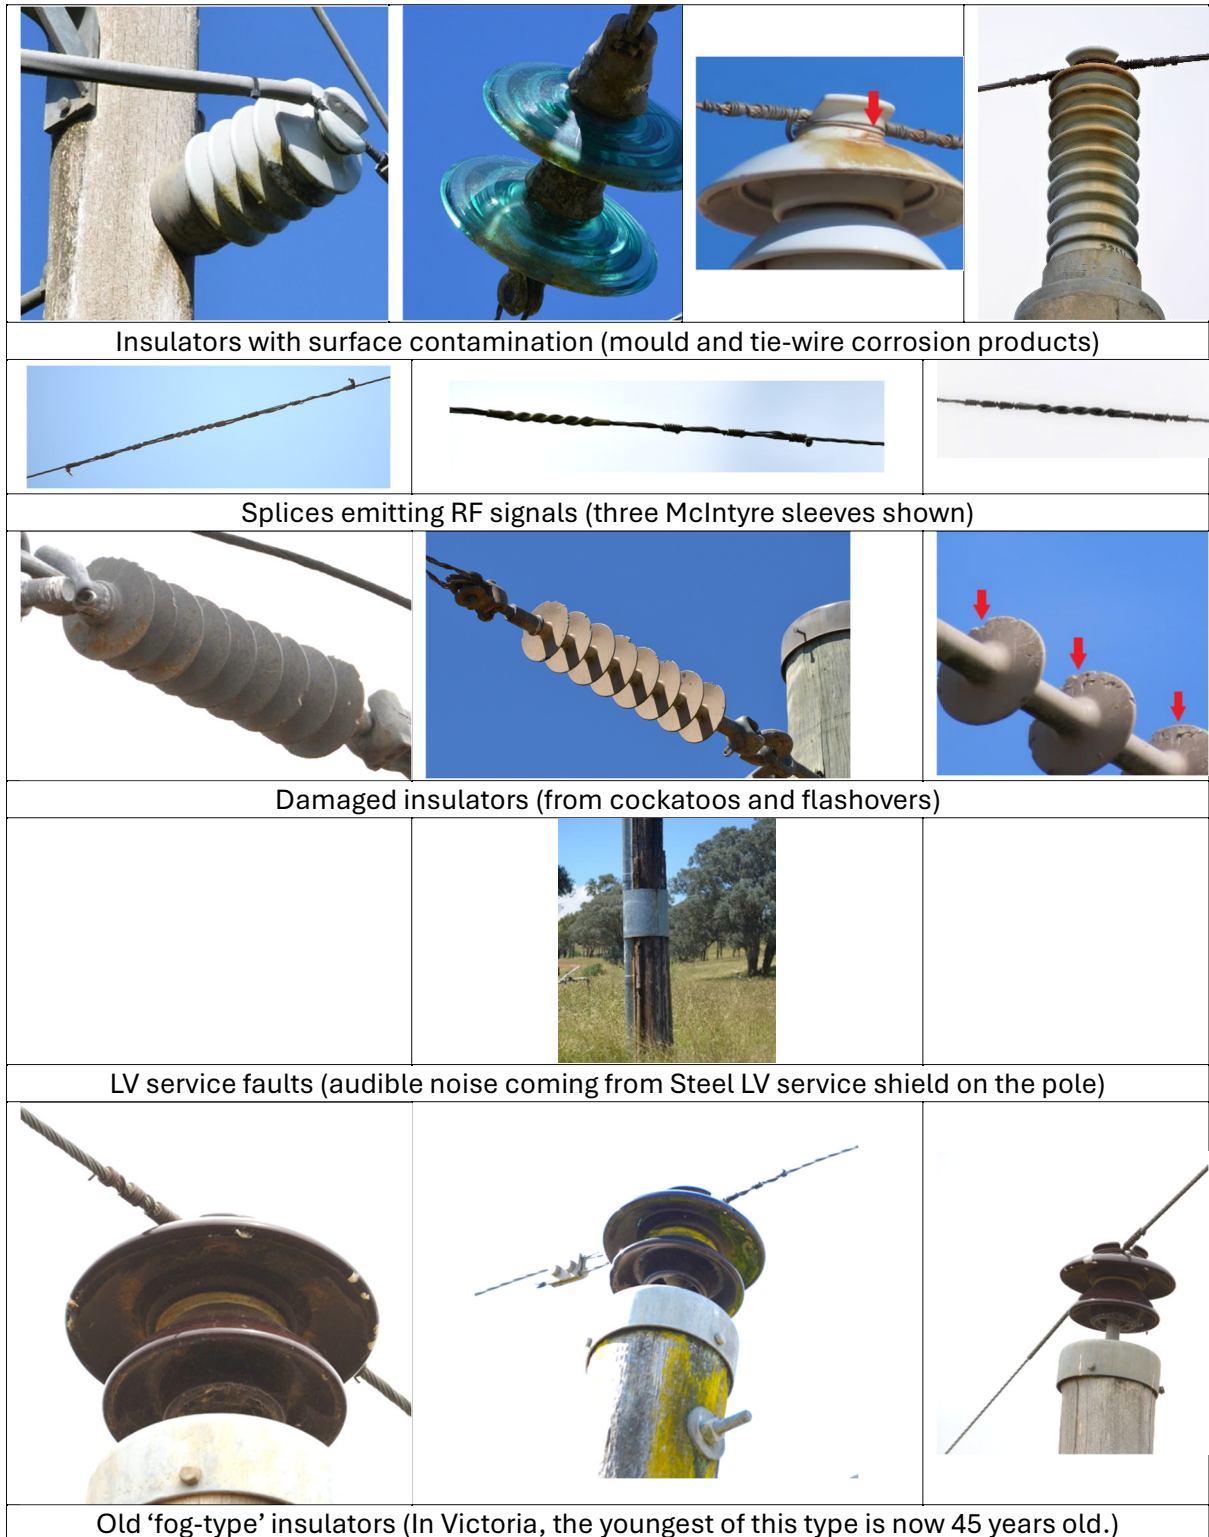 Insulators with surface contamination (mould and tie-wire corrosion products)
Splices emitting RF signals (three McIntyre sleeves shown)
Damaged insulators (from cockatoos and flashovers)
LV service faults (audible noise coming from Steel LV service shield on the pole)
Old ‘fog-type’ insulators (In Victoria, the youngest of this type is now 45 years old.)